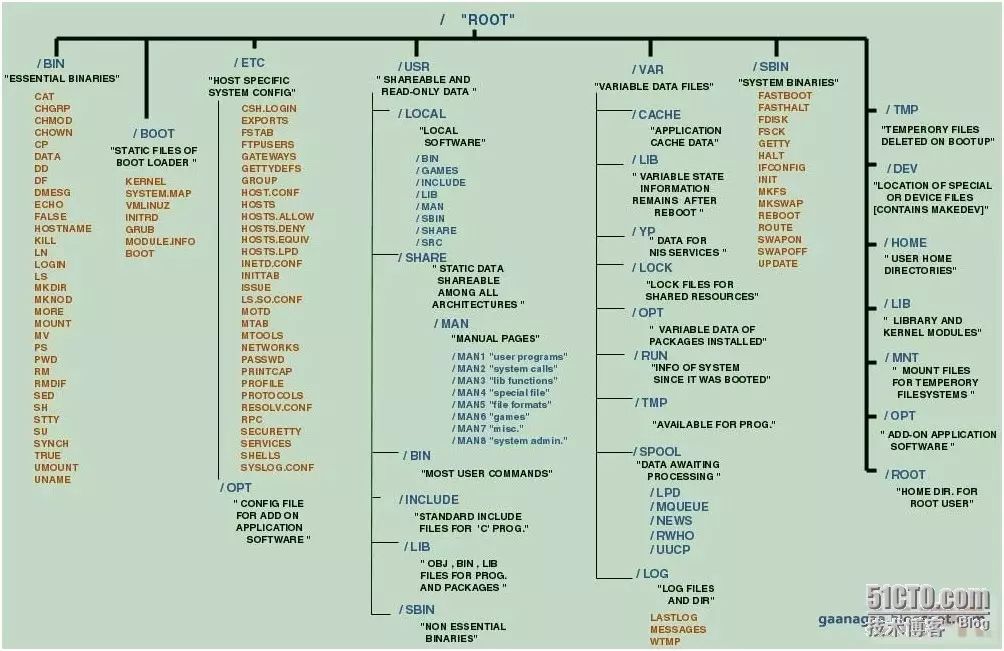 / "ROOT"
/BIN
"ESSENTIAL BINARIES"
CAT
CHGRP
CHMOD
CHOWN
CP
DATA
DD
DF
DMESG
ECHO
FALSE
HOSTNAME
KILL
LN
LOGIN
LS
MKDIR
MKNOD
MORE
MOUNT
MV
PS
PWD
RM
RMDIF
SED
SH
STTY
SU
SYNCH
TRUE
UMOUNT
UNAME
/BOOT
"STATIC FILES OF
BOOT LOADER "
KERNEL
SYSTEM.MAP
VMLINUZ
INITRD
GRUB
MODULE.INFO
BOOT
/ETC
"HOST SPECIFIC
SYSTEM CONFIG"
CSH.LOGIN
EXPORTS
FSTAB
FTPUSERS
GATEWAYS
GETTYDEFS
GROUP
HOST.CONF
HOSTS
HOSTS.ALLOW
HOSTS.DENY
HOSTS.EQUIV
HOSTS.LPD
INETD.CONF
INITTAB
ISSUE
LS.SO.CONF
MOTD
MTAB
MTOOLS
NETWORKS
PASSWD
PRINTCAP
PROFILE
PROTOCOLS
RESOLV.CONF
RPC
SECURETTY
SERVICES
SHELLS
SYSLOG.CONF
/OPT
" CONFIG FILE
FOR ADD ON
APPLICATION
SOFTWARE "
/USR
" SHAREABLE AND
READ-ONLY DATA "
/LOCAL
"LOCAL
SOFTWARE"
/BIN
/GAMES
/INCLUDE
/LIB
/MAN
/SBIN
/SHARE
/SRC
/SHARE
"STATIC DATA
SHAREABLE
AMONG ALL
ARCHITECTURES "
/MAN
"MANUAL PAGES"
/MAN1 "user programs"
/MAN2 "system calls"
/MAN3 "lib functions"
/MAN4 "special file"
/MAN5 "file formats"
/MAN6 "games"
/MAN7 "misc."
/MAN8 "system admin."
/BIN
"MOST USER COMMANDS"
/INCLUDE
"STANDARD INCLUDE
FILES FOR 'C' PROG."
/LIB
" OBJ , BIN , LIB
FILES FOR PROG.
AND PACKAGES "
/SBIN
"NON ESSENTIAL
BINARIES"
/VAR
"VARIABLE DATA FILES"
/CACHE
"APPLICATION
CACHE DATA"
/LIB
" VARIABLE STATE
INFORMATION
REMAINS AFTER
REBOOT "
/YP
" DATA FOR
NIS SERVICES "
/LOCK
"LOCK FILES FOR
SHARED RESOURCES"
/OPT
" VARIABLE DATA OF
PACKAGES INSTALLED"
/RUN
"INFO OF SYSTEM
SINCE IT WAS BOOTED"
/TMP
"AVAILABLE FOR PROG."
/SPOOL
"DATA AWAITING
PROCESSING "
/LPD
/MQUEUE
/NEWS
/RWHO
/UUCP
/LOG
"LOG FILES
AND DIR"
LASTLOG
MESSAGES
WTMP
/SBIN
"SYSTEM BINARIES"
FASTBOOT
FASTHALT
FDISK
FSCK
GETTY
HALT
IFCONFIG
INIT
MKFS
MKSWAP
REBOOT
ROUTE
SWAPON
SWAPOFF
UPDATE
/TMP
"TEMPERORY FILES
DELETED ON BOOTUP"
/DEV
"LOCATION OF SPECIAL
OR DEVICE FILES
[CONTAINS MAKEDEV]"
/HOME
" USER HOME
DIRECTORIES"
/LIB
" LIBRARY AND
KERNEL MODULES"
/MNT
" MOUNT FILES
FOR TEMPERORY
FILESYSTEMS "
/OPT
"ADD-ON APPLICATION
SOFTWARE "
/ROOT
"HOME DIR. FOR
ROOT USER"
51CTO.com
技术博客 Blog